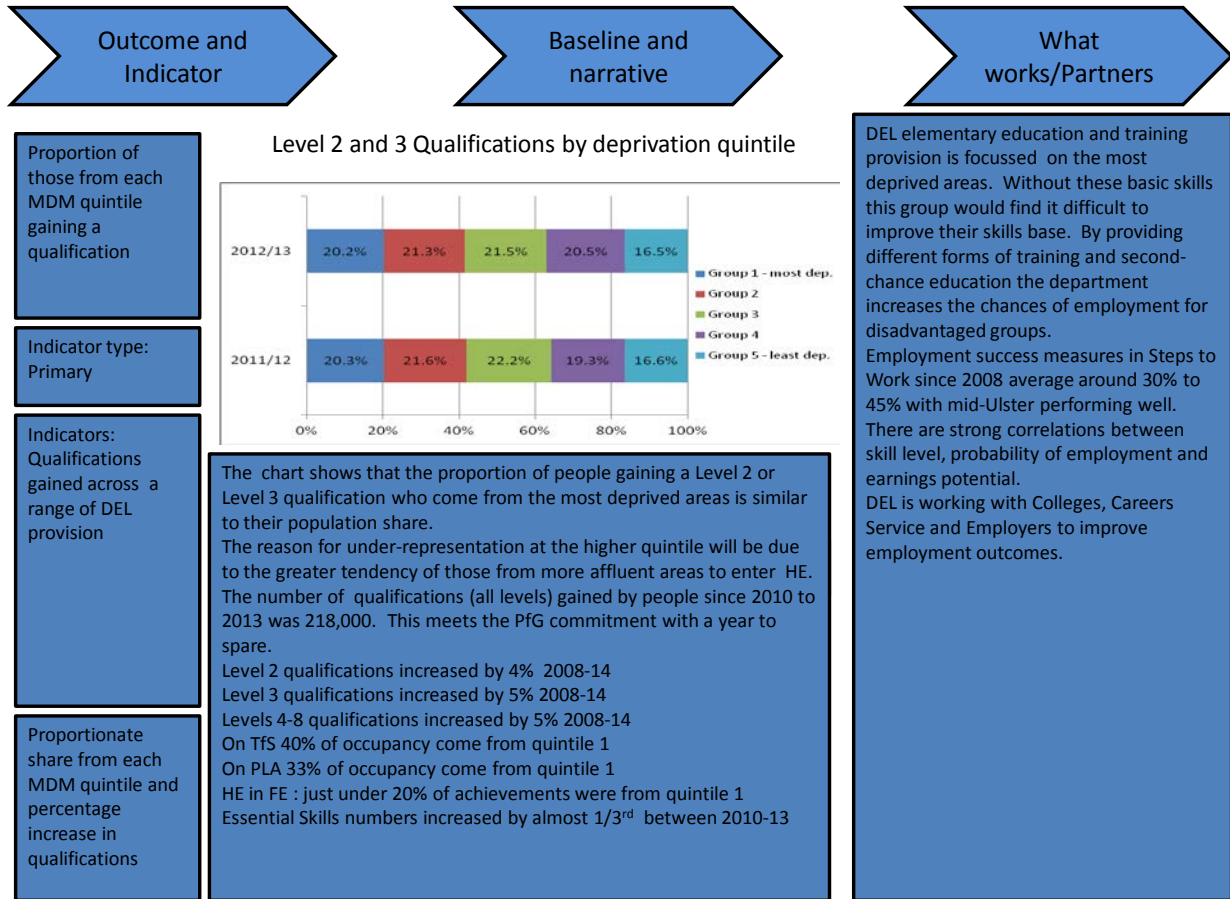 Outcome and
Indicator
Baseline and
narrative
What
works/Partners
Proportion of
those from each
MDM quintile
gaining a
qualification
Indicator type:
Primary
Indicators:
Qualifications
gained across a
range of DEL
provision
Proportionate
share from each
MDM quintile and
percentage
increase in
qualifications
Level 2 and 3 Qualifications by deprivation quintile
2012/13
20.2%
21.3%
21.5%
20.5%
16.5%
2011/12
20.3%
21.6%
22.2%
19.3%
16.6%
0%
20%
40%
60%
80%
100%
Group 1 - most dep.
Group 2
Group 3
Group 4
Group 5 - least dep.
The chart shows that the proportion of people gaining a Level 2 or
Level 3 qualification who come from the most deprived areas is similar
to their population share.
The reason for under-representation at the higher quintile will be due
to the greater tendency of those from more affluent areas to enter HE.
The number of qualifications (all levels) gained by people since 2010 to
2013 was 218,000. This meets the PfG commitment with a year to
spare.
Level 2 qualifications increased by 4% 2008-14
Level 3 qualifications increased by 5% 2008-14
Levels 4-8 qualifications increased by 5% 2008-14
On TfS 40% of occupancy come from quintile 1
On PLA 33% of occupancy come from quintile 1
HE in FE : just under 20% of achievements were from quintile 1
Essential Skills numbers increased by almost 1/3rd between 2010-13
DEL elementary education and training
provision is focussed on the most
deprived areas. Without these basic skills
this group would find it difficult to
improve their skills base. By providing
different forms of training and second-
chance education the department
increases the chances of employment for
disadvantaged groups.
Employment success measures in Steps to
Work since 2008 average around 30% to
45% with mid-Ulster performing well.
There are strong correlations between
skill level, probability of employment and
earnings potential.
DEL is working with Colleges, Careers
Service and Employers to improve
employment outcomes.